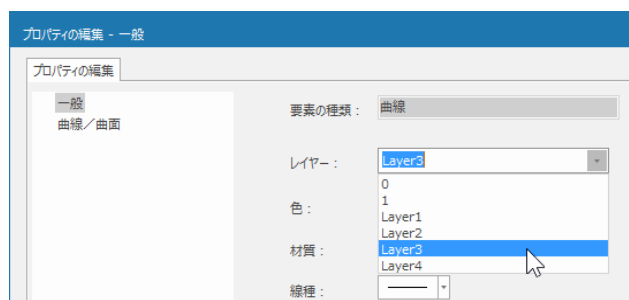 プロパティの編集 - 一般
プロパティの編集
一般
曲線／曲面
要素の種類： 曲線
レイヤー： Layer3
0
1
Layer1
Layer2
Layer3
Layer4
色：
材質：
線種：